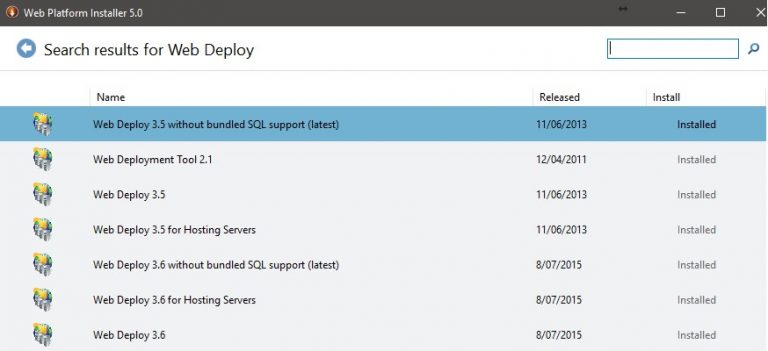 Web Platform Installer 5.0
Search results for Web Deploy
Name Released Install
Web Deploy 3.5 without bundled SQL support (latest) 11/06/2013 Installed
Web Deployment Tool 2.1 12/04/2011 Installed
Web Deploy 3.5 11/06/2013 Installed
Web Deploy 3.5 for Hosting Servers 11/06/2013 Installed
Web Deploy 3.6 without bundled SQL support (latest) 8/07/2015 Installed
Web Deploy 3.6 for Hosting Servers 8/07/2015 Installed
Web Deploy 3.6 8/07/2015 Installed